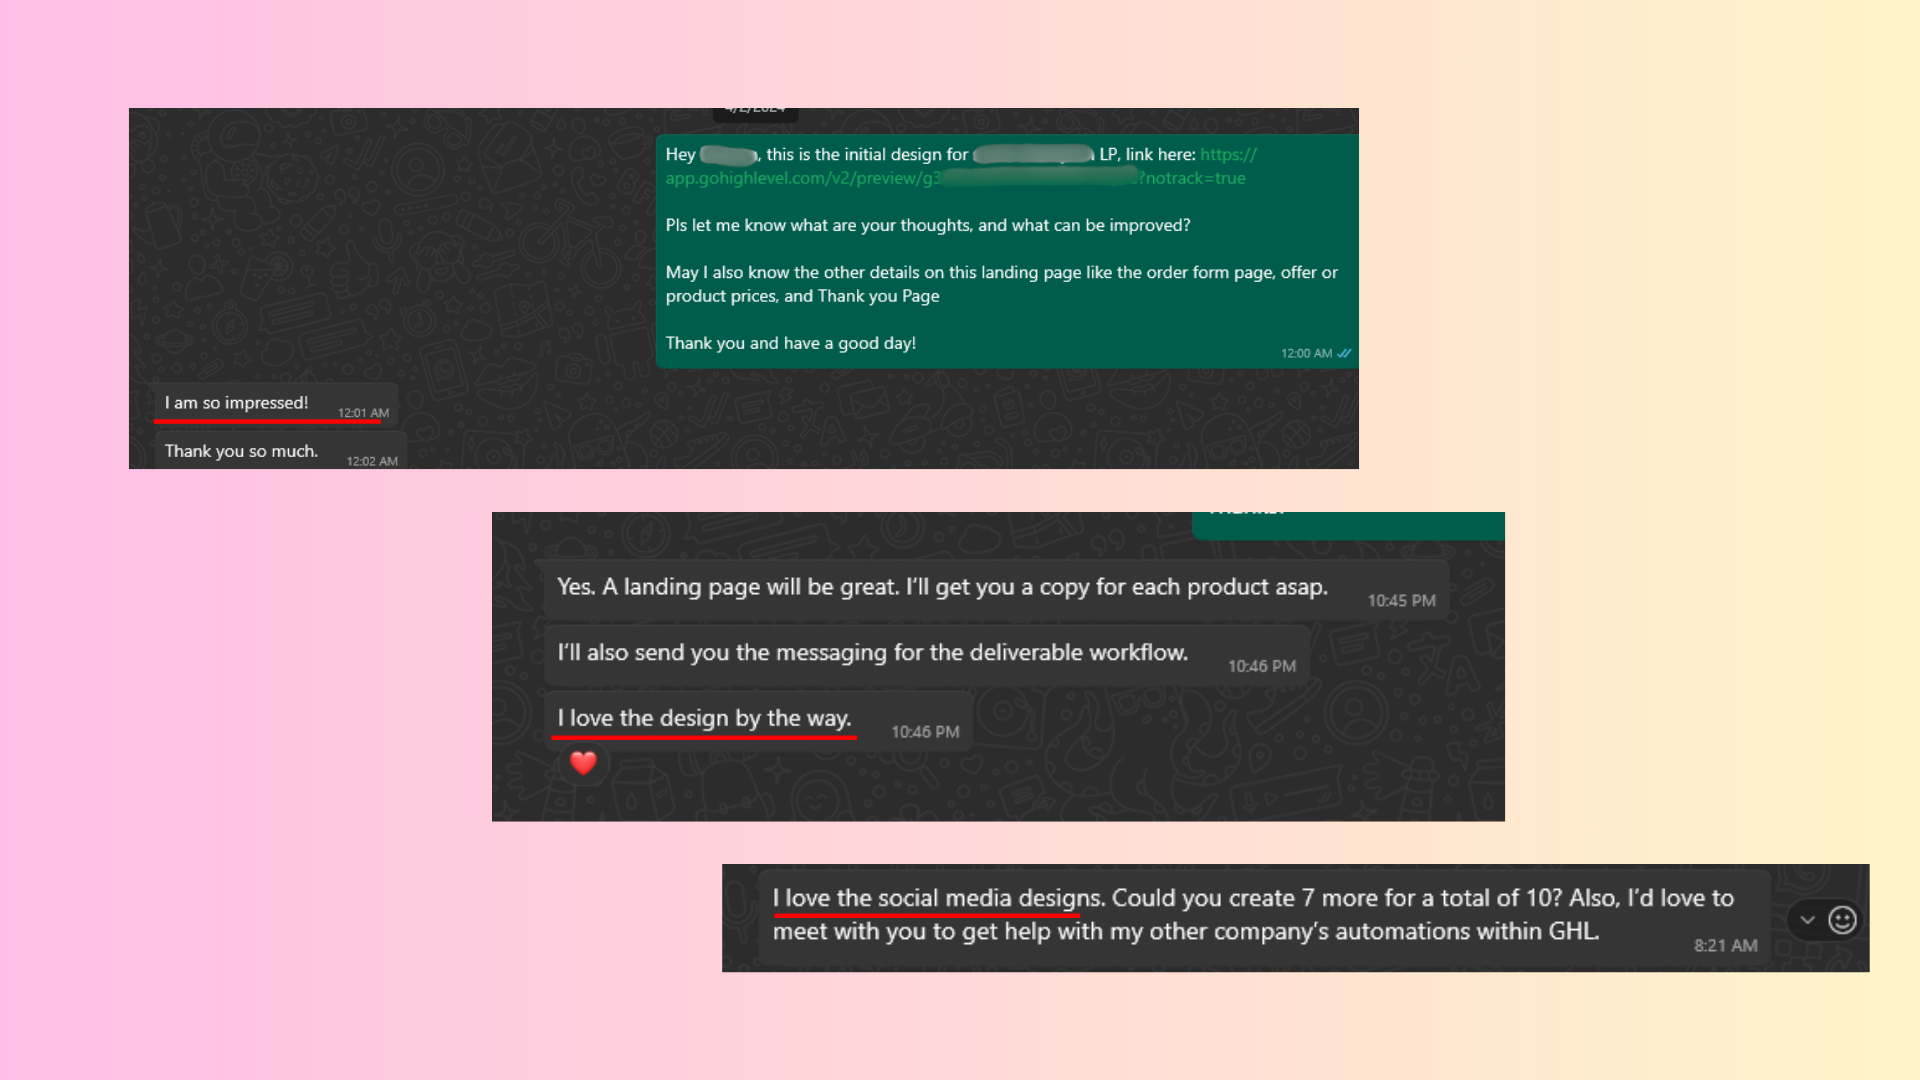 4/2/2024
Hey , this is the initial design for LP, link here: https://
app.gohighlevel.com/v2/preview/g3 ?notrack=true
Pls let me know what are your thoughts, and what can be improved?
May I also know the other details on this landing page like the order form page, offer or
product prices, and Thank you Page
Thank you and have a good day!
12:00 AM
I am so impressed!
12:01 AM
Thank you so much.
12:02 AM
Yes. A landing page will be great. I'll get you a copy for each product asap.
10:45 PM
I'll also send you the messaging for the deliverable workflow.
10:46 PM
I love the design by the way.
10:46 PM
I love the social media designs. Could you create 7 more for a total of 10? Also, I'd love to
meet with you to get help with my other company's automations within GHL.
8:21 AM